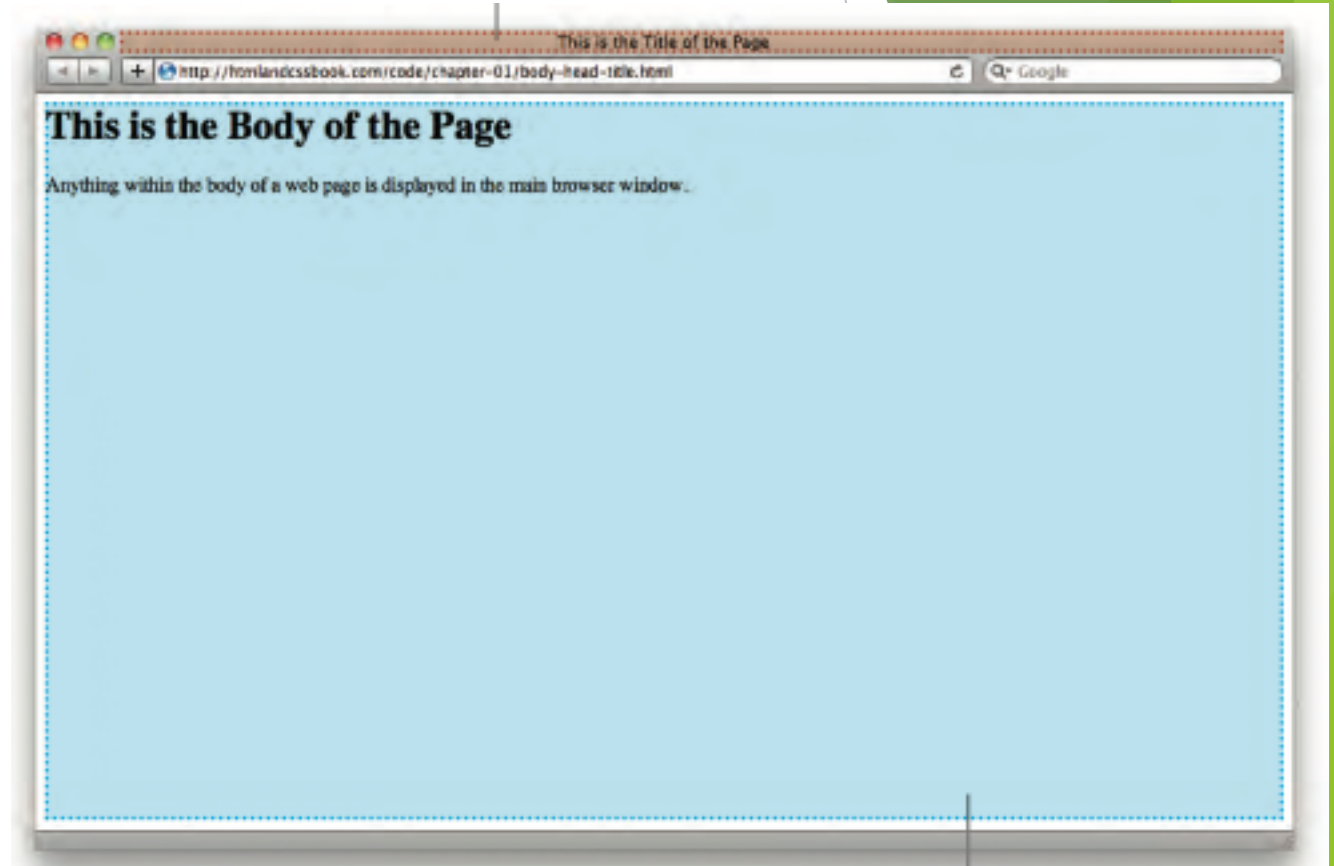 This is the Title of the Page
http://htmlandcssbook.com/code/chapter-01/body-head-title.html
Google
This is the Body of the Page
Anything within the body of a web page is displayed in the main browser window.